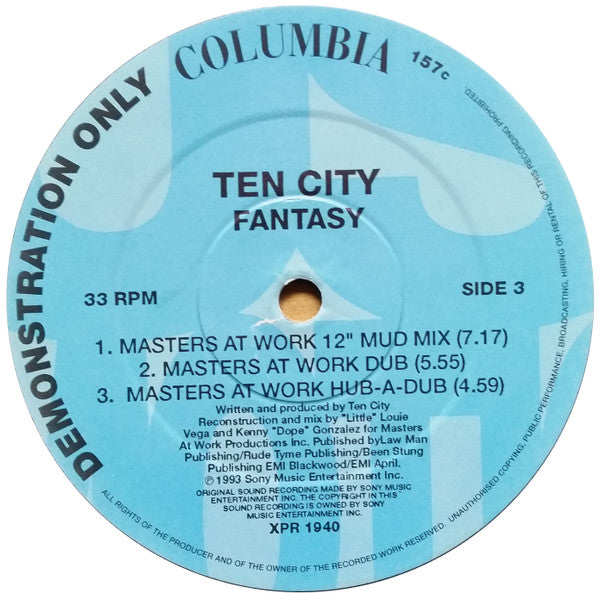 DEMONSTRATION ONLY
COLUMBIA
157c
TEN CITY
FANTASY
33 RPM
SIDE 3
1. MASTERS AT WORK 12" MUD MIX (7.17)
2. MASTERS AT WORK DUB (5.55)
3. MASTERS AT WORK HUB-A-DUB (4.59)
Written and produced by Ten City
Reconstruction and mix by "Little" Louie
Vega and Kenny "Dope" Gonzalez for Masters
At Work Productions Inc. Published byLaw Man
Publishing/Rude Tyme Publishing/Been Stung
Publishing EMI Blackwood/EMI April.
℗1993 Sony Music Entertainment Inc.
ORIGINAL SOUND RECORDING MADE BY SONY MUSIC
ENTERTAINMENT INC. THE COPYRIGHT IN THIS
SOUND RECORDING IS OWNED BY SONY
MUSIC ENTERTAINMENT INC.
XPR 1940
ALL RIGHTS OF THE PRODUCER AND OF THE OWNER OF THE RECORDED WORK RESERVED. UNAUTHORISED COPYING, PUBLIC PERFORMANCE, BROADCASTING, HIRING OR RENTAL OF THIS RECORDING PROHIBITED.